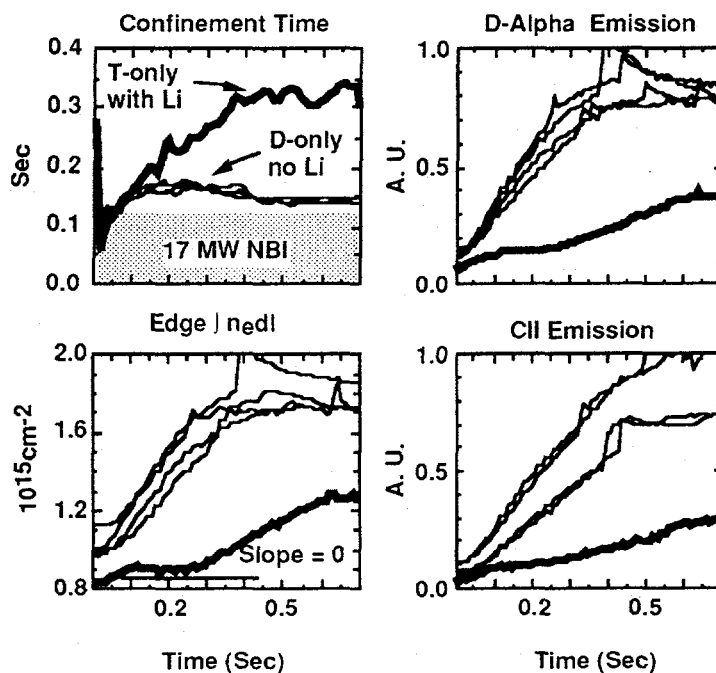 Confinement Time
D-Alpha Emission
0.4
0.3
0.2
0.1
0.0
Sec
T-only
with Li
D-only
no Li
17 MW NBI
1.0
0.5
0.0
A. U.
Edge ∫ nedl
CII Emission
2.0
1.6
1.2
0.8
10^15cm-2
Slope = 0
0.2
0.5
Time (Sec)
1.0
0.5
0.0
A. U.
0.2
0.5
Time (Sec)